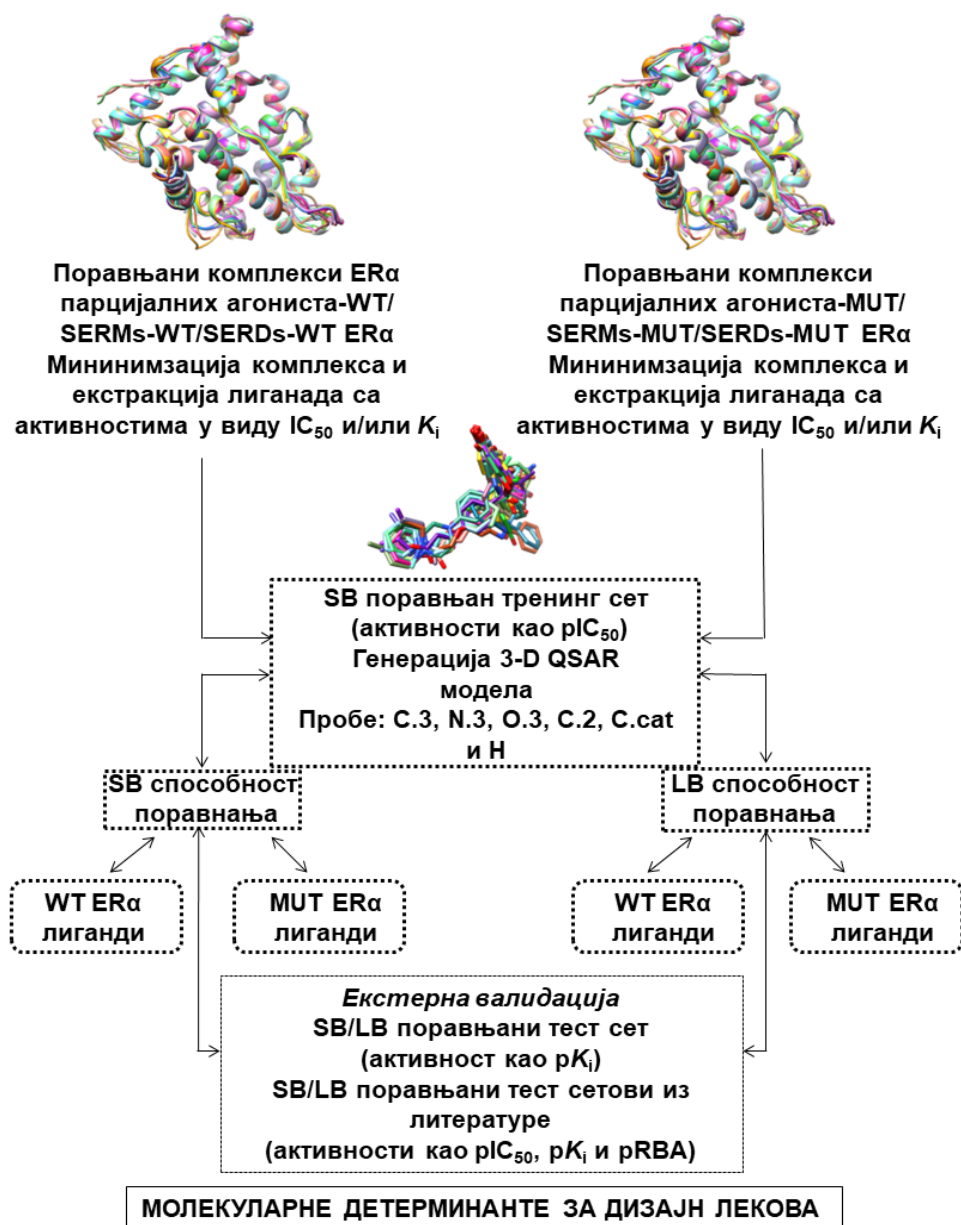 Поравњани комплекси ERα
парцијалних агониста-WT/
SERMs-WT/SERDs-WT ERα
Мининимзација комплекса и
екстракција лиганада са
активностима у виду IC50 и/или Ki
Поравњани комплекси
парцијалних агониста-MUT/
SERMs-MUT/SERDs-MUT ERα
Мининимзација комплекса и
екстракција лиганада са
активностима у виду IC50 и/или Ki
SB поравњан тренинг сет
(активности као pIC50)
Генерација 3-D QSAR
модела
Пробе: C.3, N.3, O.3, C.2, C.cat
и H
SB способност
поравнања
LB способност
поравнања
WT ERα
лиганди
MUT ERα
лиганди
WT ERα
лиганди
MUT ERα
лиганди
Екстерна валидација
SB/LB поравњани тест сет
(активност као pKi)
SB/LB поравњани тест сетови из
литературе
(активности као pIC50, pKi и pRBA)
МОЛЕКУЛАРНЕ ДЕТЕРМИНАНТЕ ЗА ДИЗАЈН ЛЕКОВА